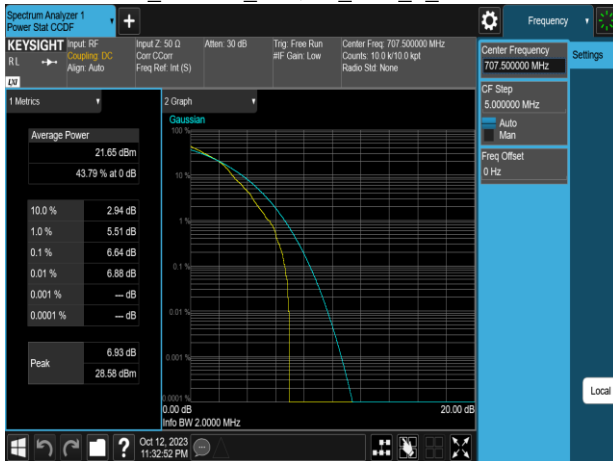 Spectrum Analyzer 1
Power Stat CCDF
+
Frequency
KEYSIGHT
RL
LXI
Input: RF
Coupling: DC
Align: Auto
Input Z: 50 Ω
Corr CCorr
Freq Ref: Int (S)
Atten: 30 dB
Trig: Free Run
#IF Gain: Low
Center Freq: 707.500000 MHz
Counts: 10.0 k/10.0 kpt
Radio Std: None
Center Frequency
707.500000 MHz
Settings
CF Step
5.000000 MHz
Auto
Man
Freq Offset
0 Hz
Local
1 Metrics
Average Power
21.65 dBm
43.79 % at 0 dB
10.0 % 2.94 dB
1.0 % 5.51 dB
0.1 % 6.64 dB
0.01 % 6.88 dB
0.001 % --- dB
0.0001 % --- dB
Peak
6.93 dB
28.58 dBm
2 Graph
Gaussian
100 %
10 %
1 %
0.1 %
0.01 %
0.001 %
0.0001 %
0.00 dB 20.00 dB
Info BW 2.0000 MHz
?
Oct 12, 2023
11:32:52 PM